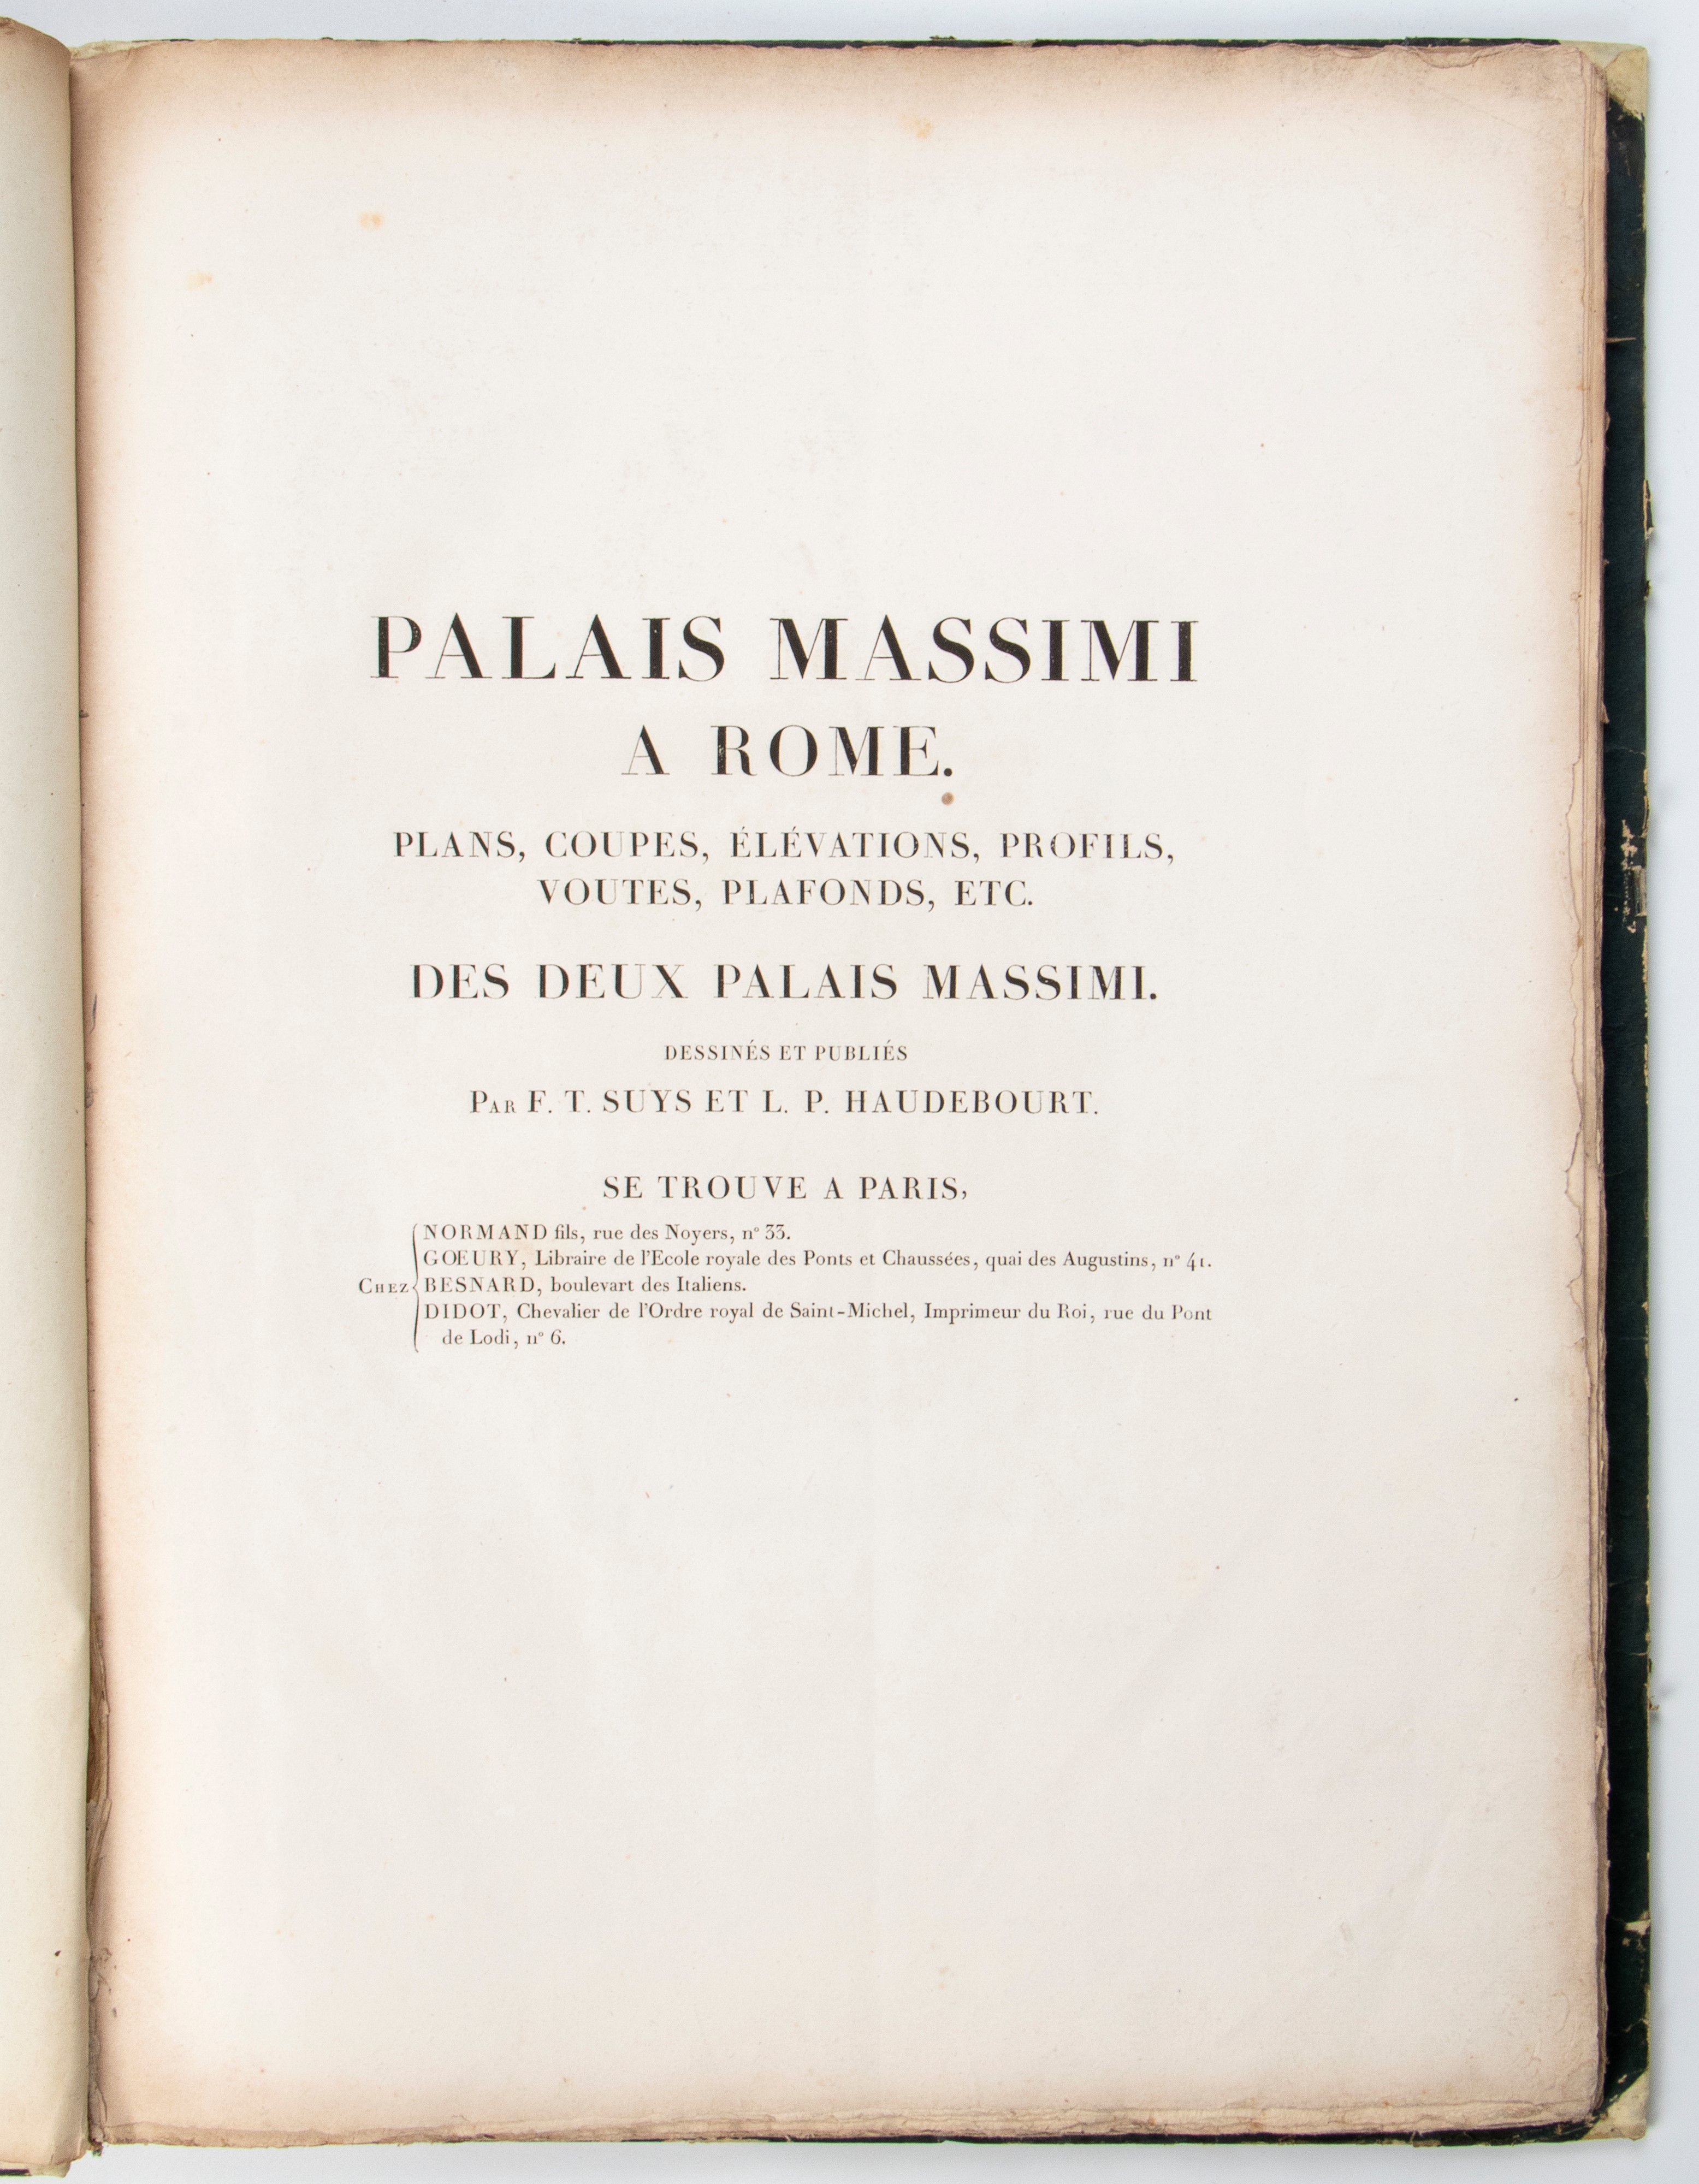 PALAIS MASSIMI
A ROME.
PLANS, COUPES, ÉLÉVATIONS, PROFILS,
VOUTES, PLAFONDS, ETC.
DES DEUX PALAIS MASSIMI.
DESSINÉS ET PUBLIÉS
PAR F. T. SUYS ET L. P. HAUDEBOURT.
SE TROUVE A PARIS,
NORMAND fils, rue des Noyers, n° 33.
GOEURY, Libraire de l'Ecole royale des Ponts et Chaussées, quai des Augustins, n° 41.
CHEZ BESNARD, boulevart des Italiens.
DIDOT, Chevalier de l'Ordre royal de Saint-Michel, Imprimeur du Roi, rue du Pont
de Lodi, n° 6.